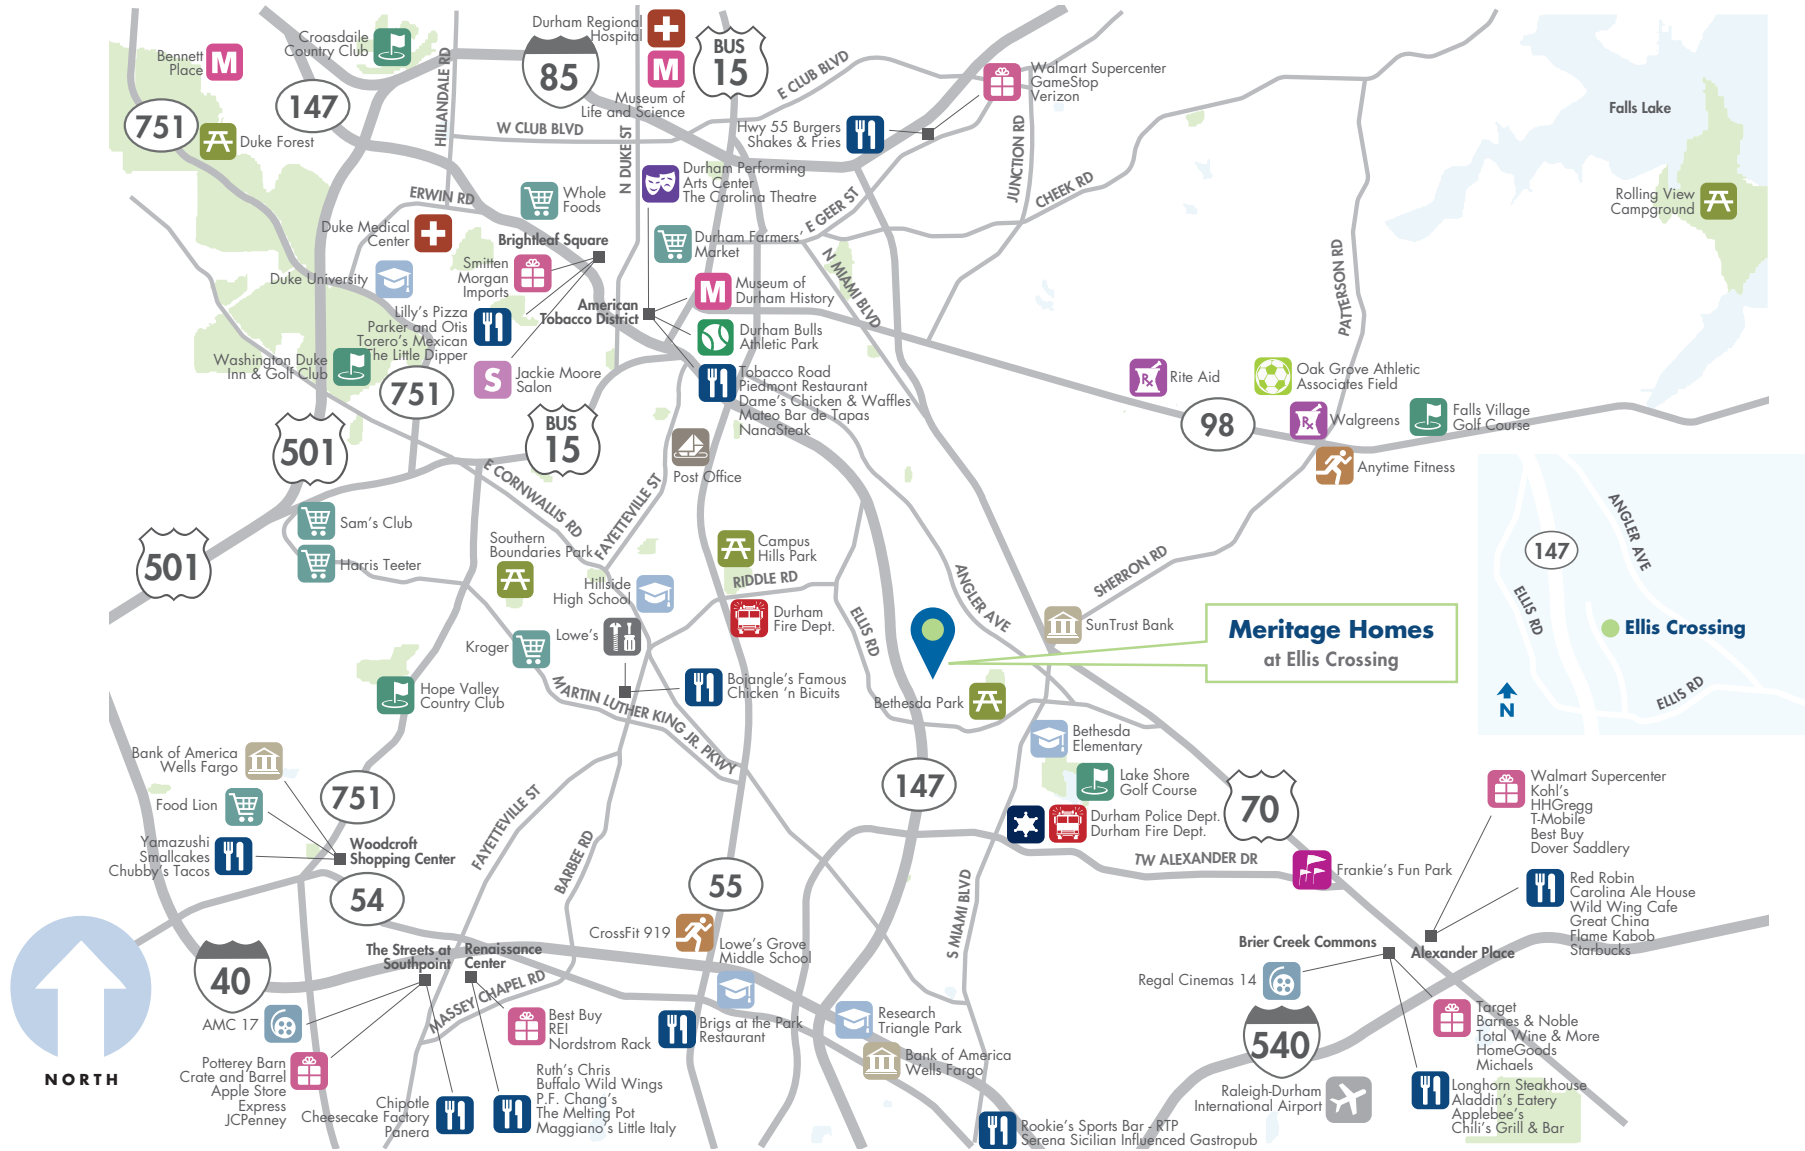 Durham Regional
Hospital
Croasdaile
Country Club
Bennett
Place
M
147
751
Duke Forest
HILLANDALE RD
85
M
Museum of
Life and Science
BUS
15
E CLUB BLVD
W CLUB BLVD
N DUKE ST
Hwy 55 Burgers
Shakes & Fries
Walmart Supercenter
GameStop
Verizon
JUNCTION RD
CHEEK RD
Falls Lake
Rolling View
Campground
ERWIN RD
Whole
Foods
Durham Performing
Arts Center
The Carolina Theatre
E GEER ST
Duke Medical
Center
Brightleaf Square
Durham Farmers'
Market
N MIAMI BLVD
PATTERSON RD
Duke University
Smitten
Morgan
Imports
American
Tobacco District
M
Museum of
Durham History
Lilly's Pizza
Parker and Otis
Torero's Mexican
The Little Dipper
Durham Bulls
Athletic Park
Washington Duke
Inn & Golf Club
751
S
Jackie Moore
Salon
Tobacco Road
Piedmont Restaurant
Dame's Chicken & Waffles
Mateo Bar de Tapas
NanaSteak
Rx
Rite Aid
Oak Grove Athletic
Associates Field
98
Rx
Walgreens
Falls Village
Golf Course
Anytime Fitness
501
BUS
15
E CORNWALLIS RD
FAYETTEVILLE ST
Post Office
Sam's Club
501
Harris Teeter
Southern
Boundaries Park
Campus
Hills Park
Hillside
High School
RIDDLE RD
Durham
Fire Dept.
ELLIS RD
ANGLER AVE
SHERRON RD
SunTrust Bank
Meritage Homes
at Ellis Crossing
147
ANGLER AVE
ELLIS RD
Ellis Crossing
ELLIS RD
N
Kroger
Lowe's
Hope Valley
Country Club
MARTIN LUTHER KING JR. PKWY
Bojangle's Famous
Chicken 'n Bicuits
Bethesda Park
Bethesda
Elementary
Bank of America
Wells Fargo
Food Lion
751
147
Lake Shore
Golf Course
70
Durham Police Dept.
Durham Fire Dept.
Walmart Supercenter
Kohl's
HHGregg
T-Mobile
Best Buy
Dover Saddlery
Yamazushi
Smallcakes
Chubby's Tacos
Woodcroft
Shopping Center
FAYETTEVILLE ST
BARBEE RD
TW ALEXANDER DR
Frankie's Fun Park
Red Robin
Carolina Ale House
Wild Wing Cafe
Great China
Flame Kabob
Starbucks
54
55
S MIAMI BLVD
CrossFit 919
Lowe's Grove
Middle School
The Streets at
Southpoint
Renaissance
Center
Brier Creek Commons
Alexander Place
40
MASSEY CHAPEL RD
Regal Cinemas 14
AMC 17
Best Buy
REI
Nordstrom Rack
Brigs at the Park
Restaurant
Research
Triangle Park
540
Target
Barnes & Noble
Total Wine & More
HomeGoods
Michaels
NORTH
Potterey Barn
Crate and Barrel
Apple Store
Express
JCPenney
Bank of America
Wells Fargo
Chipotle
Cheesecake Factory
Panera
Ruth's Chris
Buffalo Wild Wings
P.F. Chang's
The Melting Pot
Maggiano's Little Italy
Raleigh-Durham
International Airport
Longhorn Steakhouse
Aladdin's Eatery
Applebee's
Chili's Grill & Bar
Rookie's Sports Bar - RTP
Serena Sicilian Influenced Gastropub